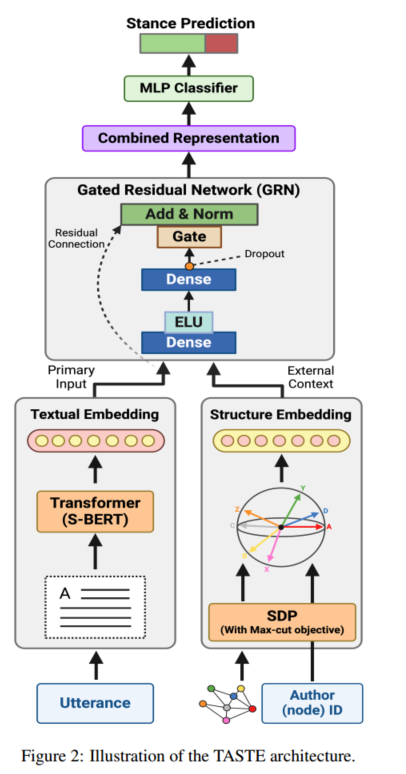 Stance Prediction
MLP Classifier
Combined Representation
Gated Residual Network (GRN)
Add & Norm
Residual
Connection
Gate
Dropout
Dense
ELU
Dense
Primary
Input
External
Context
Textual Embedding
Structure Embedding
Transformer
(S-BERT)
Y
Z
D
C
A
X
A
SDP
(With Max-cut objective)
Utterance
Author
(node) ID
Figure 2: Illustration of the TASTE architecture.